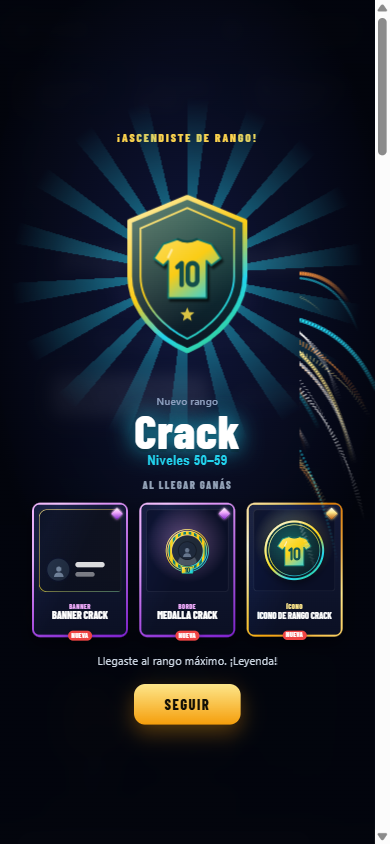 ¡ASCENDISTE DE RANGO!
10
Nuevo rango
Crack
Niveles 50–59
AL LLEGAR GANÁS
BANNER
BANNER CRACK
NUEVA
BORDE
MEDALLA CRACK
NUEVA
10
ÍCONO
ICONO DE RANGO CRACK
NUEVA
Llegaste al rango máximo. ¡Leyenda!
SEGUIR